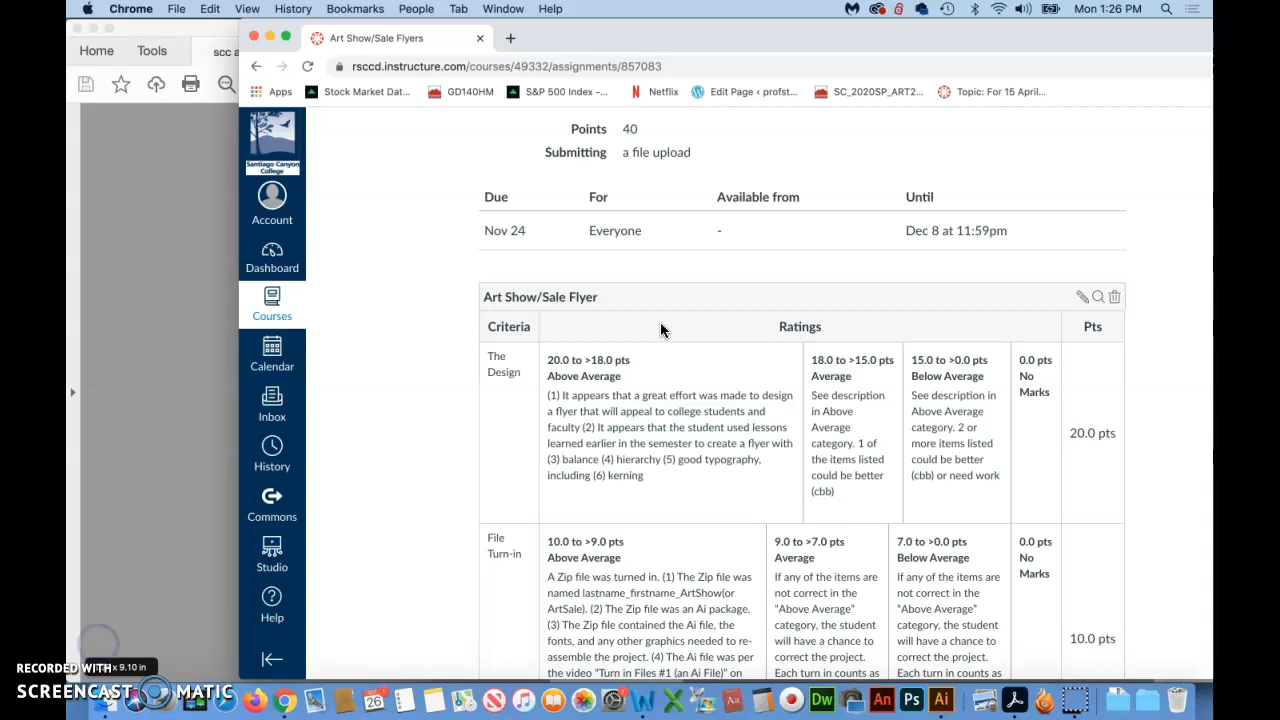 Chrome File Edit View History Bookmarks People Tab Window Help Mon 1:26 PM
Home Tools scc a
Art Show/Sale Flyers
rsccd.instructure.com/courses/49332/assignments/857083
Apps Stock Market Dat... GD140HM S&P 500 Index -... Netflix Edit Page ‹ profst... SC_2020SP_ART2... Topic: For 15 April...
Santiago Canyon
College
Account
Dashboard
Courses
Calendar
Inbox
History
Commons
Studio
Help
Points 40
Submitting a file upload
Due For Available from Until
Nov 24 Everyone - Dec 8 at 11:59pm
Art Show/Sale Flyer
Criteria Ratings Pts
The
Design
20.0 to >18.0 pts
Above Average
(1) It appears that a great effort was made to design
a flyer that will appeal to college students and
faculty (2) It appears that the student used lessons
learned earlier in the semester to create a flyer with
(3) balance (4) hierarchy (5) good typography,
including (6) kerning
18.0 to >15.0 pts
Average
See description
in Above
Average
category. 1 of
the items listed
could be better
(cbb)
15.0 to >0.0 pts
Below Average
See description in
Above Average
category. 2 or
more items listed
could be better
(cbb) or need work
0.0 pts
No
Marks
20.0 pts
File
Turn-in
10.0 to >9.0 pts
Above Average
A Zip file was turned in. (1) The Zip file was
named lastname_firstname_ArtShow(or
ArtSale). (2) The Zip file was an Ai package.
(3) The Zip file contained the Ai file, the
fonts, and any other graphics needed to re-
assemble the project. (4) The Ai file was per
the video "Turn in Files #1 (an Ai File)" on
9.0 to >7.0 pts
Average
If any of the items are
not correct in the
"Above Average"
category, the student
will have a chance to
correct the project.
Each turn in counts as
7.0 to >0.0 pts
Below Average
If any of the items are
not correct in the
"Above Average"
category, the student
will have a chance to
correct the project.
Each turn in counts as
0.0 pts
No
Marks
10.0 pts
x 9.10 in
RECORDED WITH
SCREENCAST MATIC
26 Aa Dw An Ps Ai